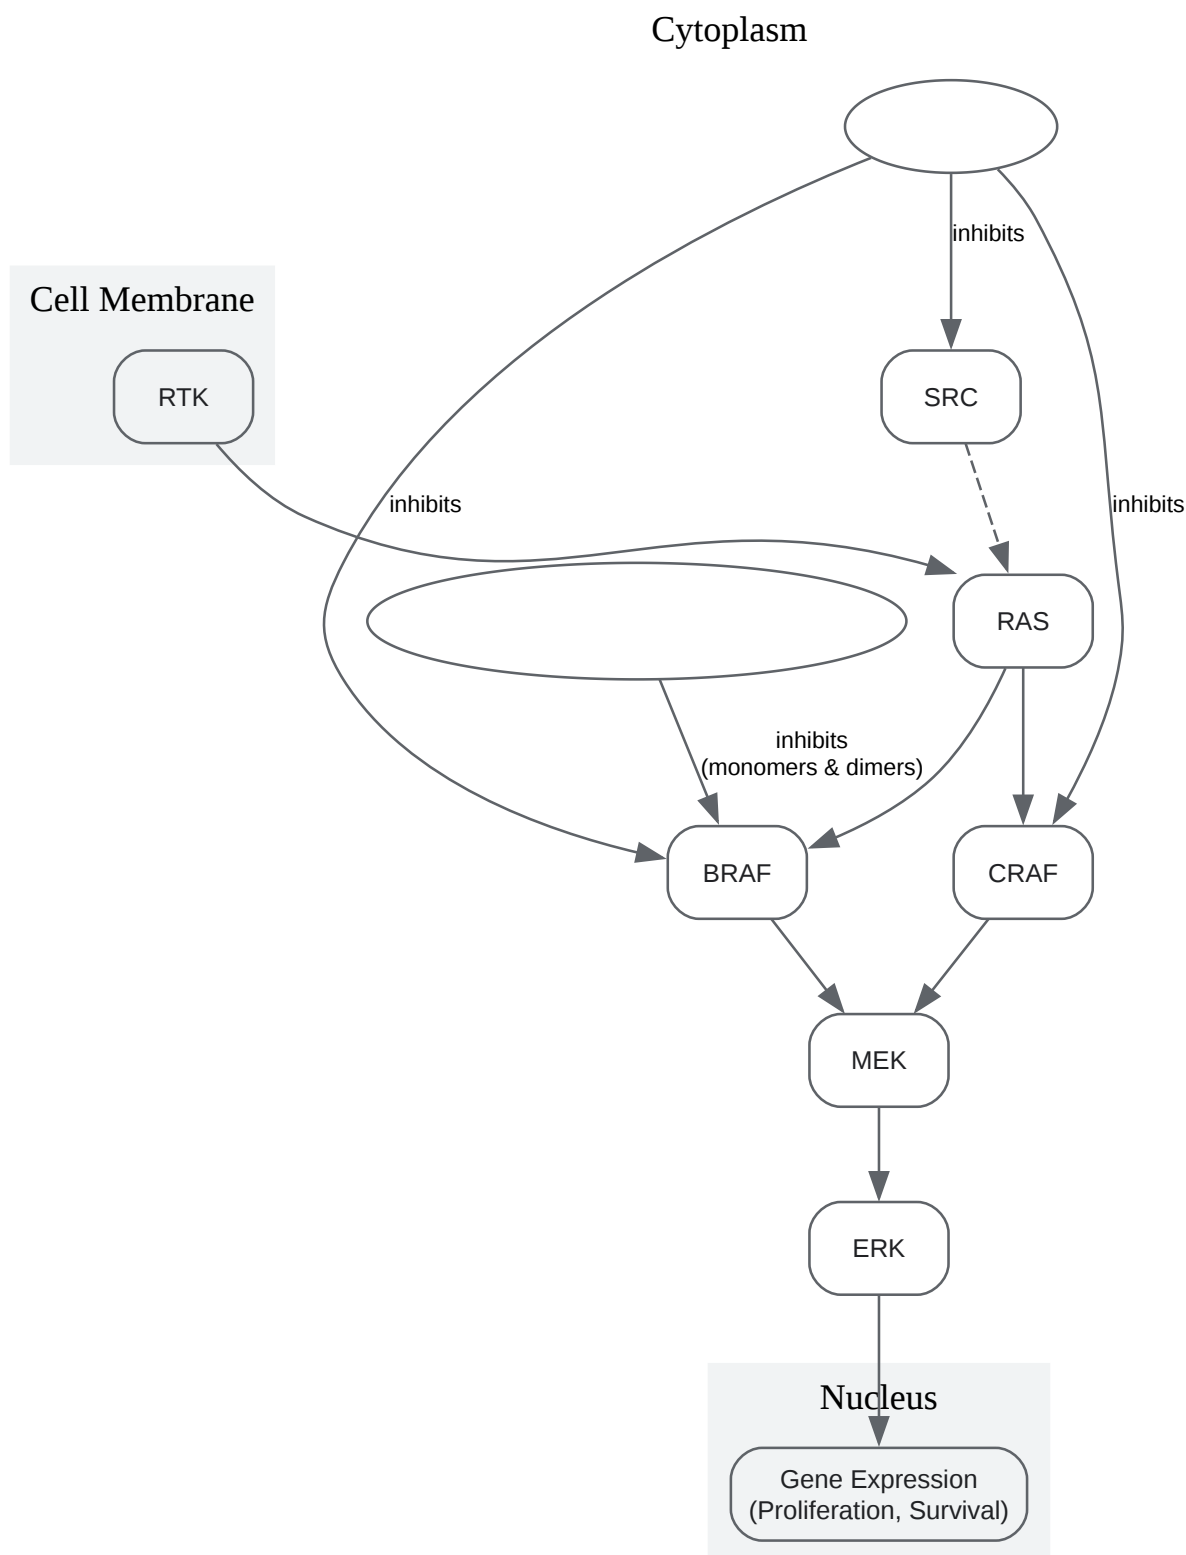 Cytoplasm
inhibits
Cell Membrane
RTK
SRC
inhibits
inhibits
RAS
inhibits
(monomers & dimers)
BRAF
CRAF
MEK
ERK
Nucleus
Gene Expression
(Proliferation, Survival)